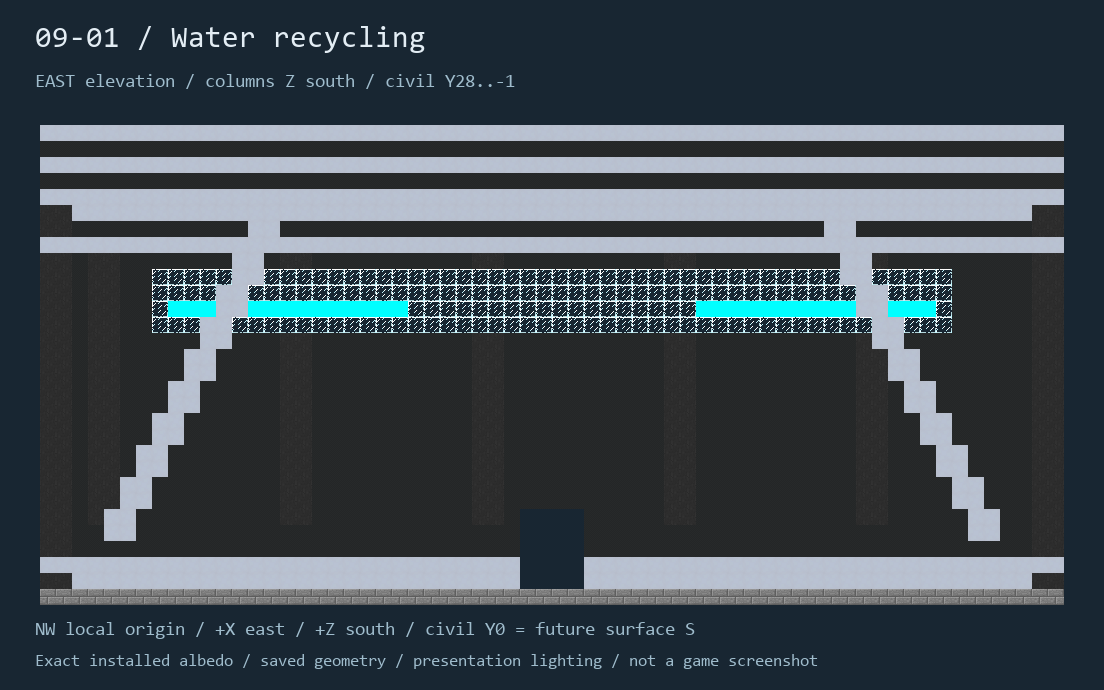 09-01 / Water recycling
EAST elevation / columns Z south / civil Y28..-1
NW local origin / +X east / +Z south / civil Y0 = future surface S
Exact installed albedo / saved geometry / presentation lighting / not a game screenshot